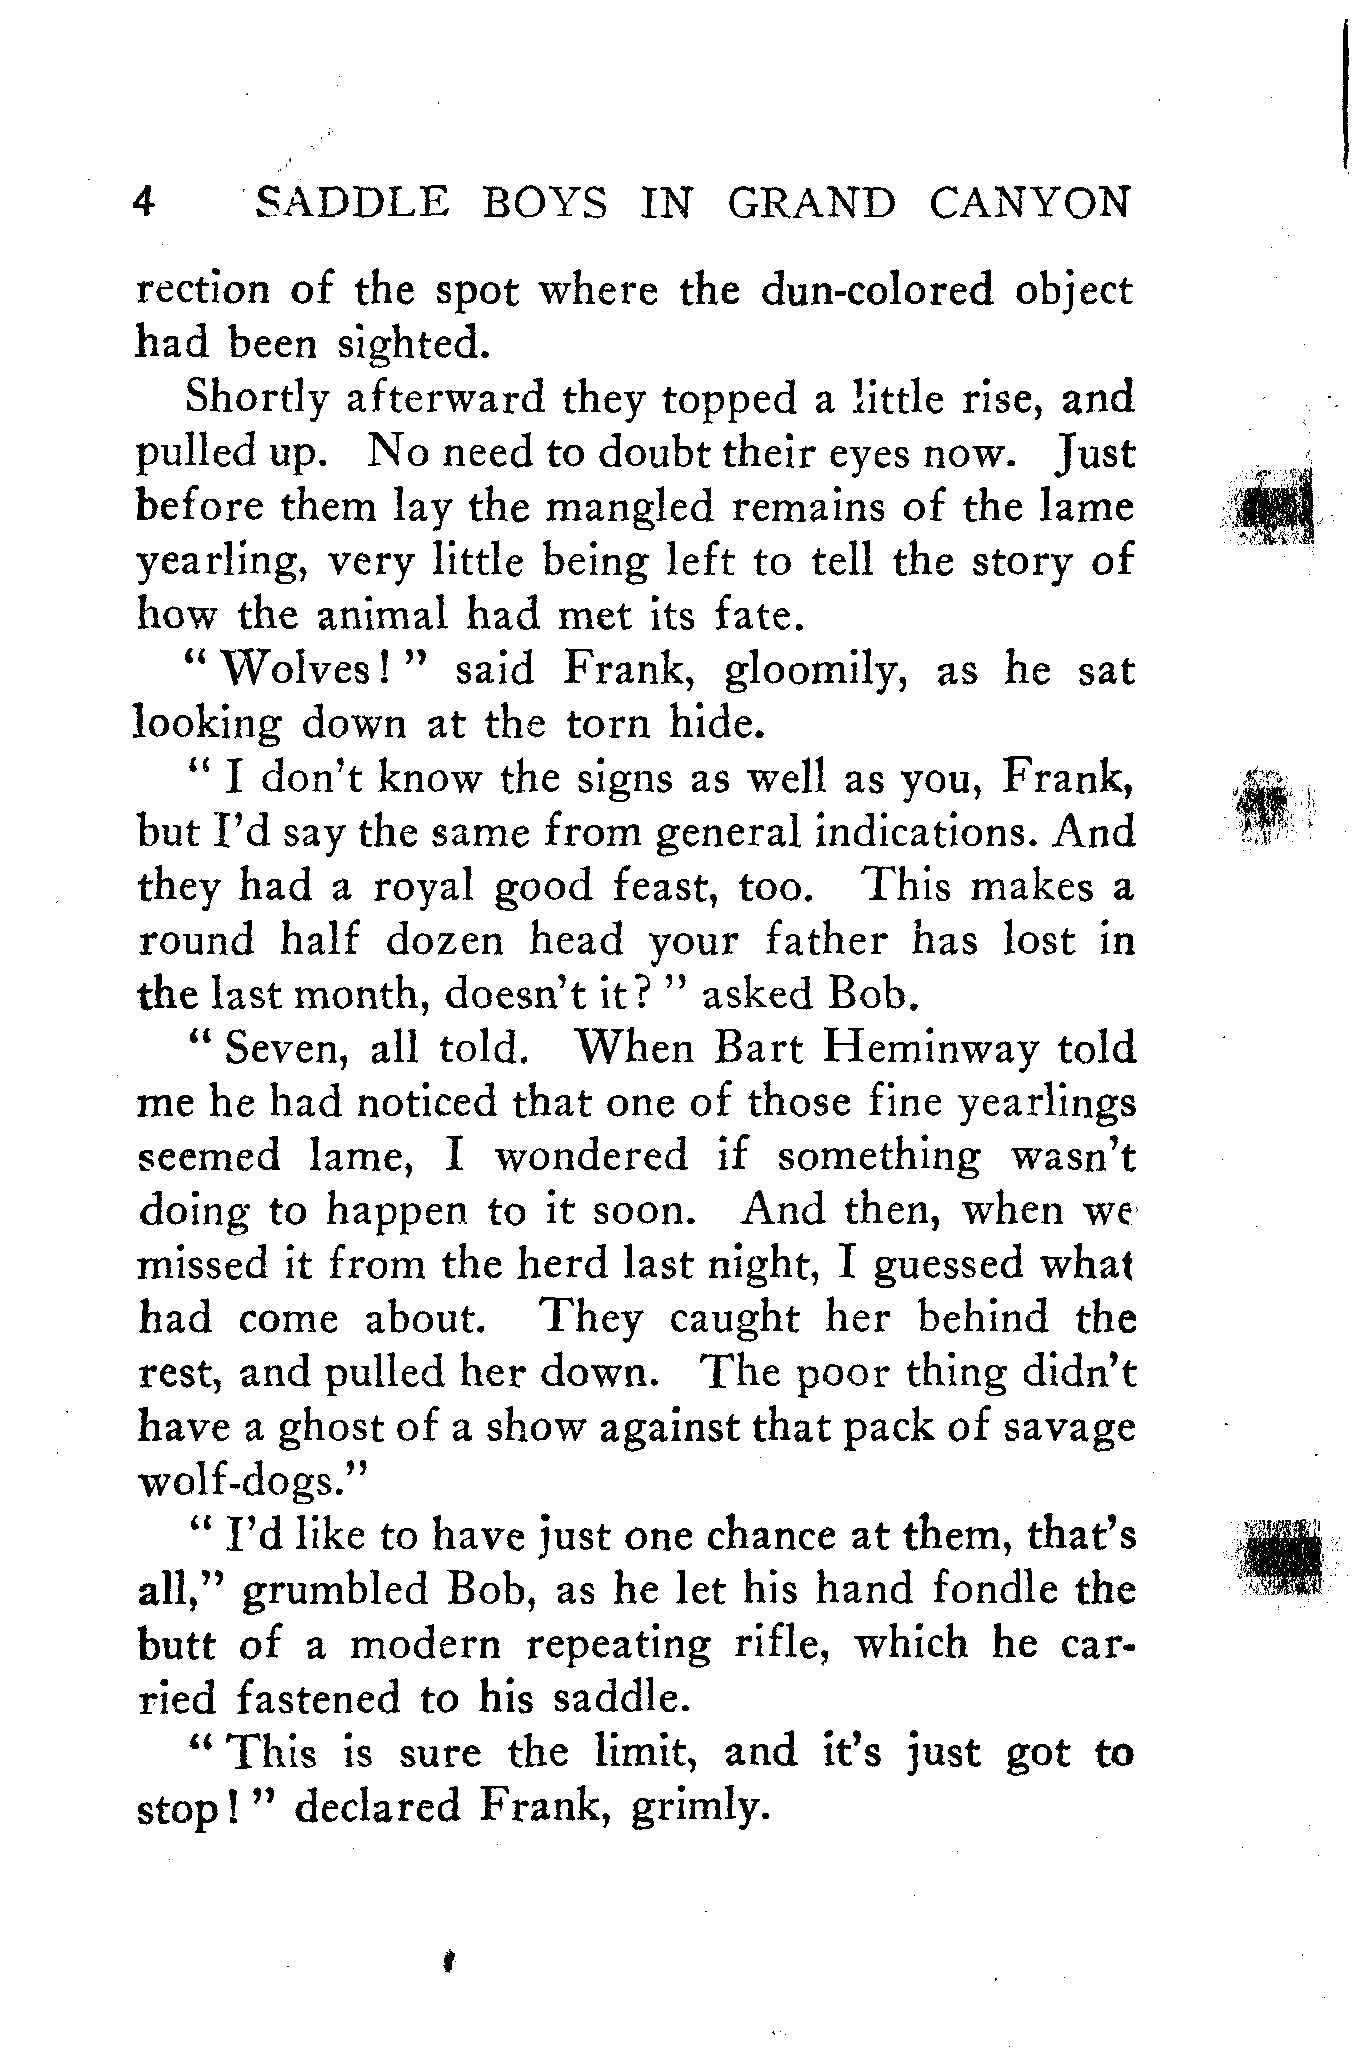 4 SADDLE BOYS IN GRAND CANYON
rection of the spot where the dun-colored object
had been sighted.
Shortly afterward they topped a little rise, and
pulled up. No need to doubt their eyes now. Just
before them lay the mangled remains of the lame
yearling, very little being left to tell the story of
how the animal had met its fate.
“ Wolves! ” said Frank, gloomily, as he sat
looking down at the torn hide.
“ I don’t know the signs as well as you, Frank,
but I’d say the same from general indications. And
they had a royal good feast, too. This makes a
round half dozen head your father has lost in
the last month, doesn’t it? ” asked Bob.
“ Seven, all told. When Bart Heminway told
me he had noticed that one of those fine yearlings
seemed lame, I wondered if something wasn’t
doing to happen to it soon. And then, when we
missed it from the herd last night, I guessed what
had come about. They caught her behind the
rest, and pulled her down. The poor thing didn’t
have a ghost of a show against that pack of savage
wolf-dogs.”
“ I’d like to have just one chance at them, that’s
all,” grumbled Bob, as he let his hand fondle the
butt of a modern repeating rifle, which he car-
ried fastened to his saddle.
“ This is sure the limit, and it’s just got to
stop! ” declared Frank, grimly.